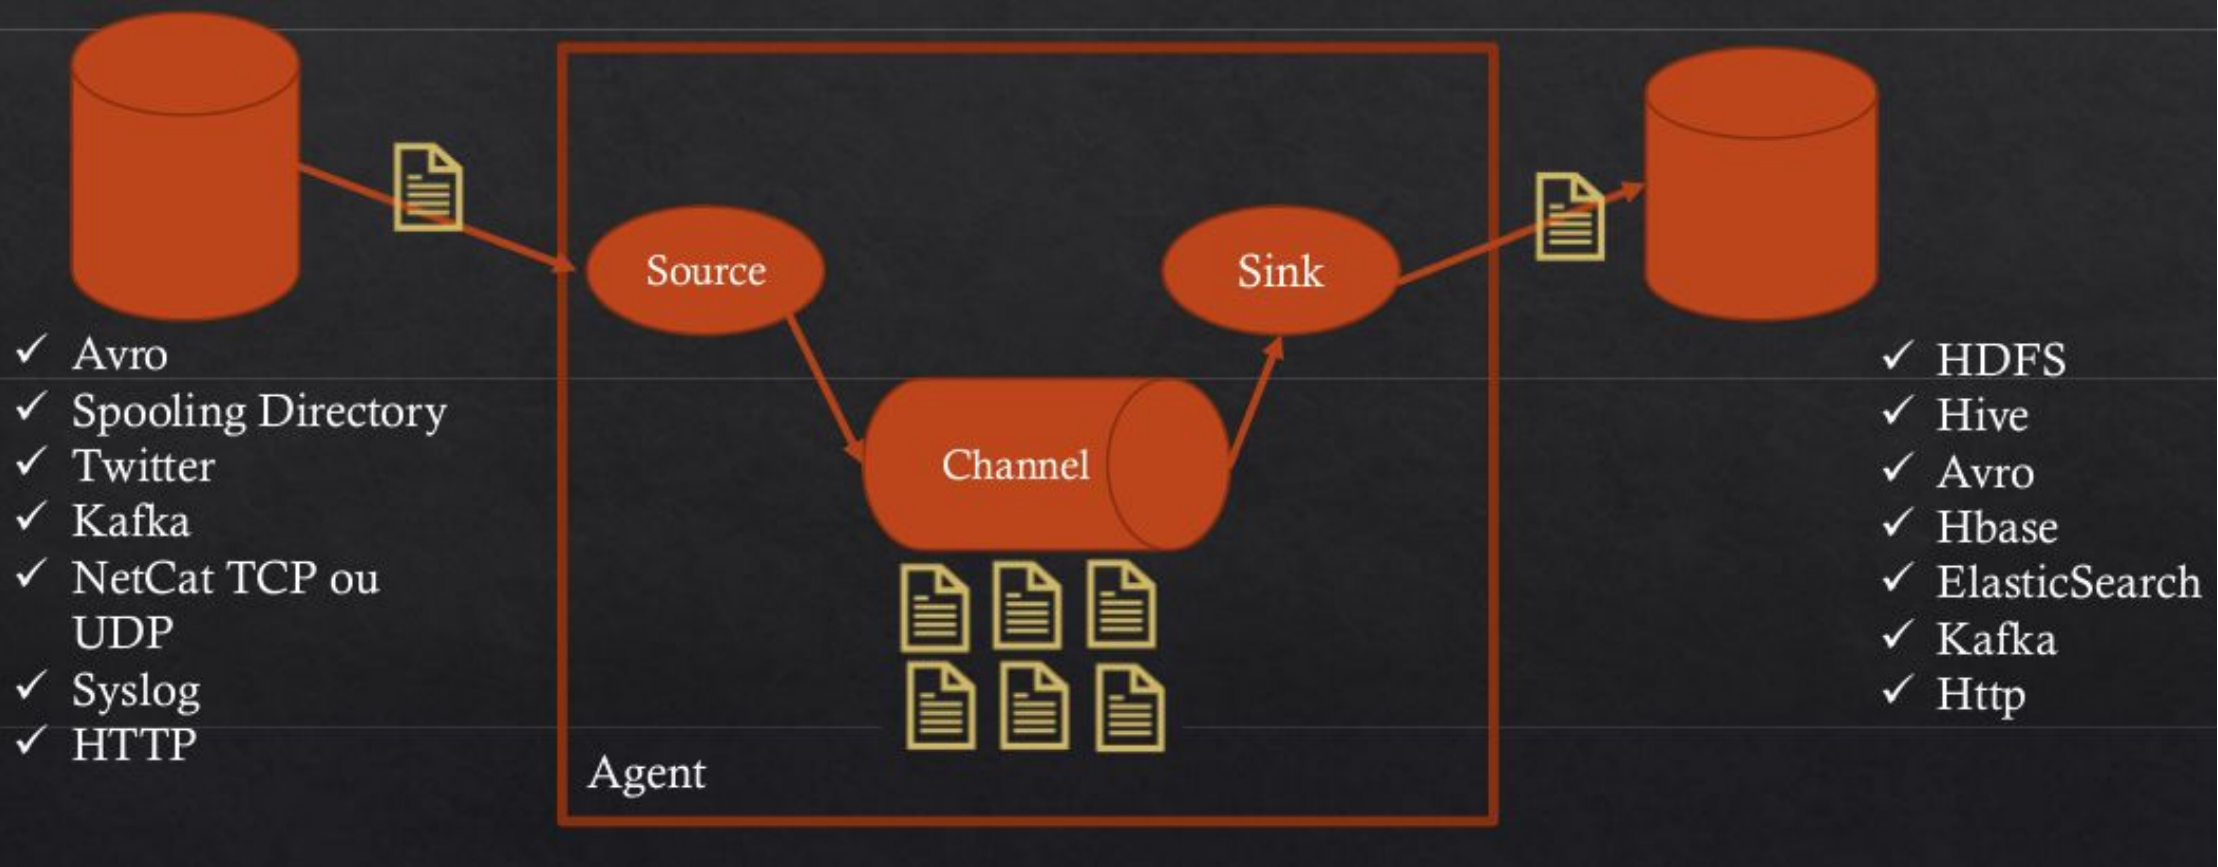 Source
Sink
Channel
Agent
✓ Avro
✓ Spooling Directory
✓ Twitter
✓ Kafka
✓ NetCat TCP ou
UDP
✓ Syslog
✓ HTTP
✓ HDFS
✓ Hive
✓ Avro
✓ Hbase
✓ ElasticSearch
✓ Kafka
✓ Http